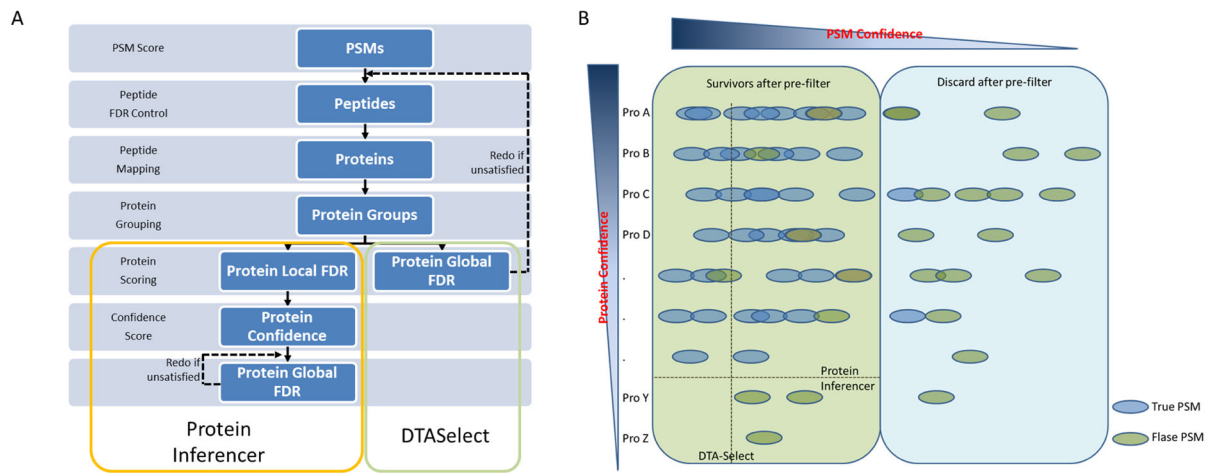 A
PSM Score
PSMs
Peptide
FDR Control
Peptides
Peptide
Mapping
Proteins
Redo if
unsatisfied
Protein
Grouping
Protein Groups
Protein
Scoring
Protein Local FDR
Protein Global
FDR
Confidence
Score
Protein
Confidence
Redo if
unsatisfied
Protein Global
FDR
Protein
Inferencer
DTASelect
B
PSM Confidence
Protein Confidence
Survivors after pre-filter
Discard after pre-filter
Pro A
Pro B
Pro C
Pro D
.
.
.
Protein
Inferencer
Pro Y
Pro Z
DTA-Select
True PSM
Flase PSM